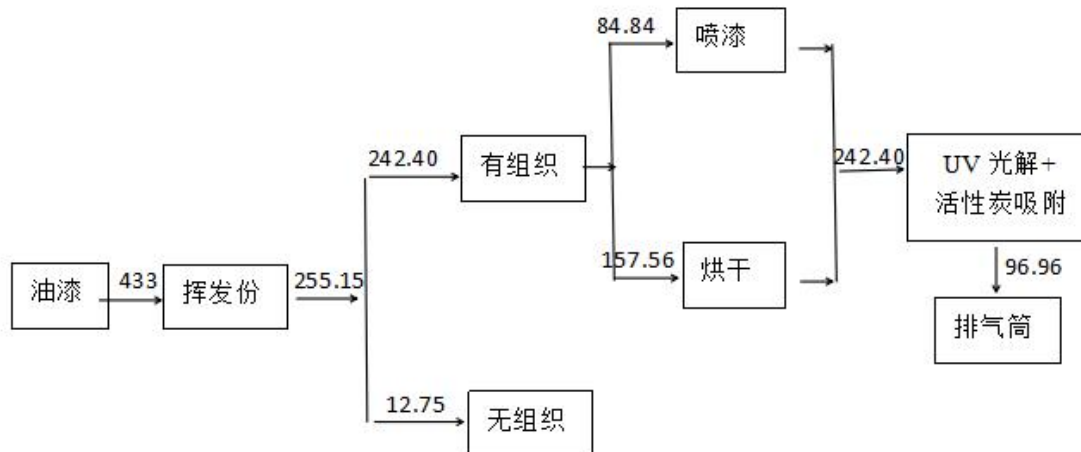 84.84
喷漆
242.40
有组织
242.40
UV 光解+
活性炭吸附
157.56
烘干
油漆
433
挥发份
255.15
96.96
排气筒
12.75
无组织